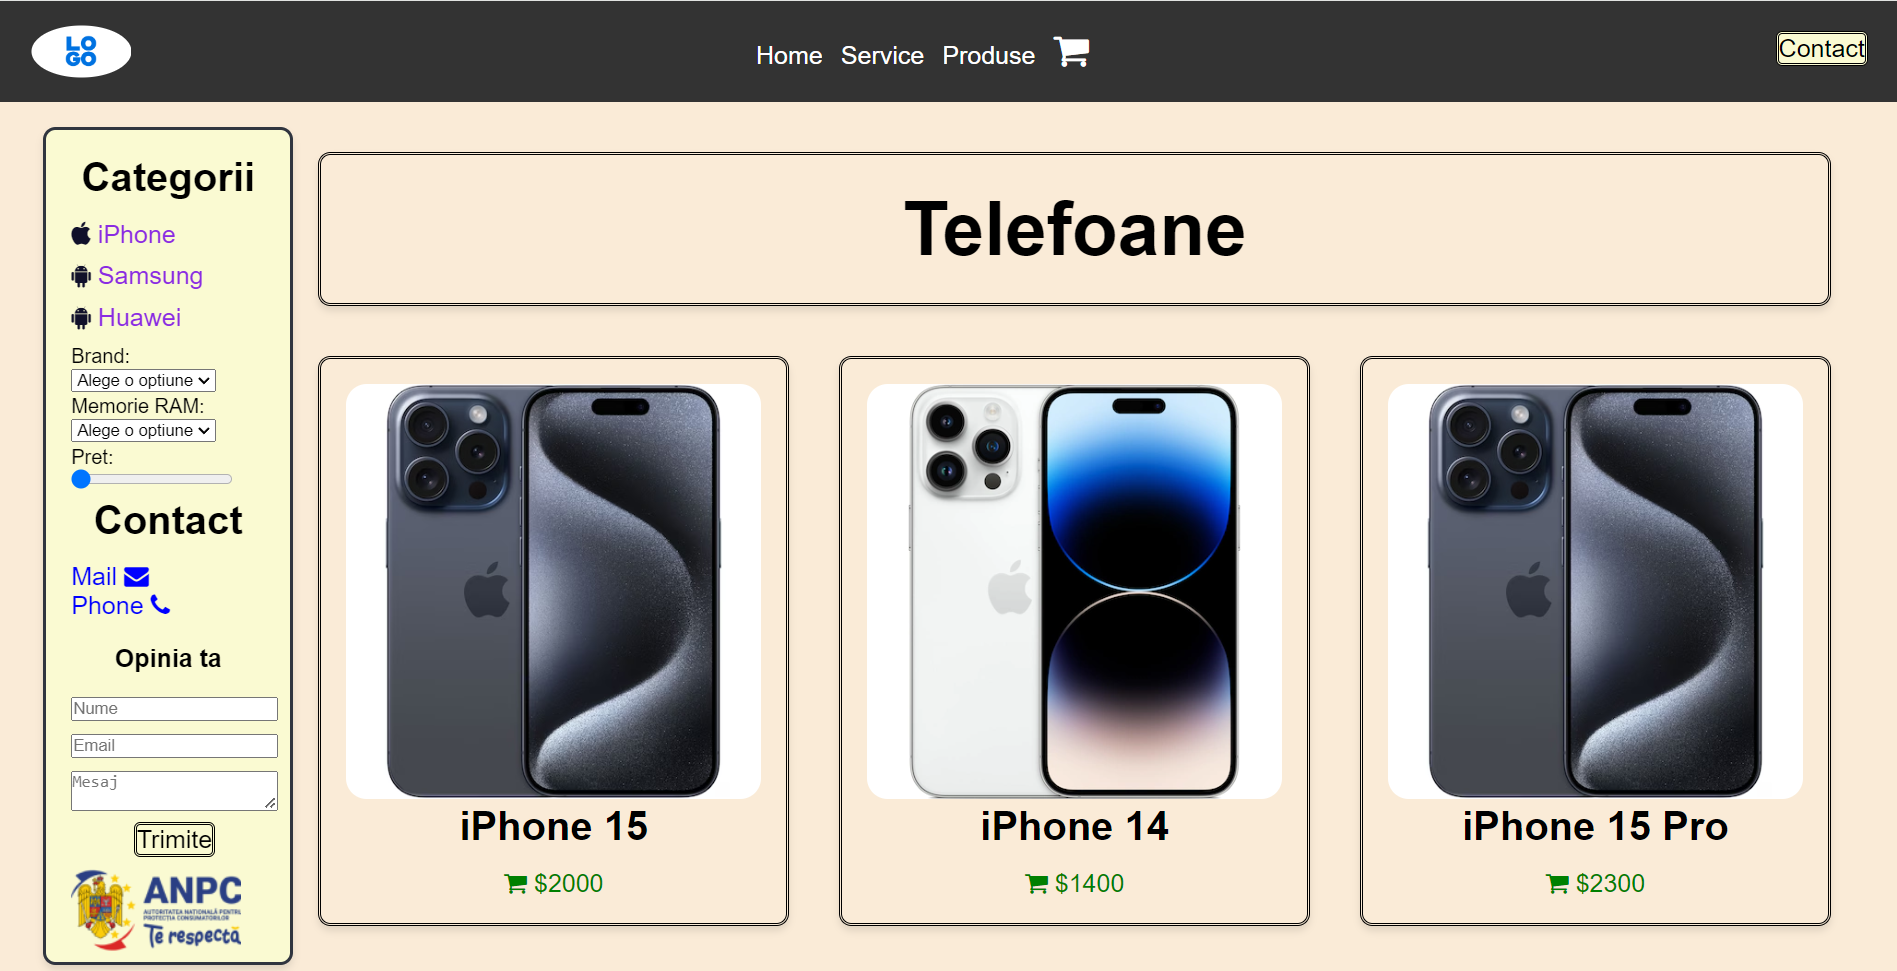 LO
GO
Home Service Produse
Contact
Categorii
iPhone
Samsung
Huawei
Brand:
Alege o optiune
Memorie RAM:
Alege o optiune
Pret:
Contact
Mail
Phone
Opinia ta
Nume
Email
Mesaj
Trimite
ANPC
AUTORITATEA NAȚIONALĂ PENTRU
PROTECȚIA CONSUMATORILOR
Te respectă
Telefoane
iPhone 15
$2000
iPhone 14
$1400
iPhone 15 Pro
$2300